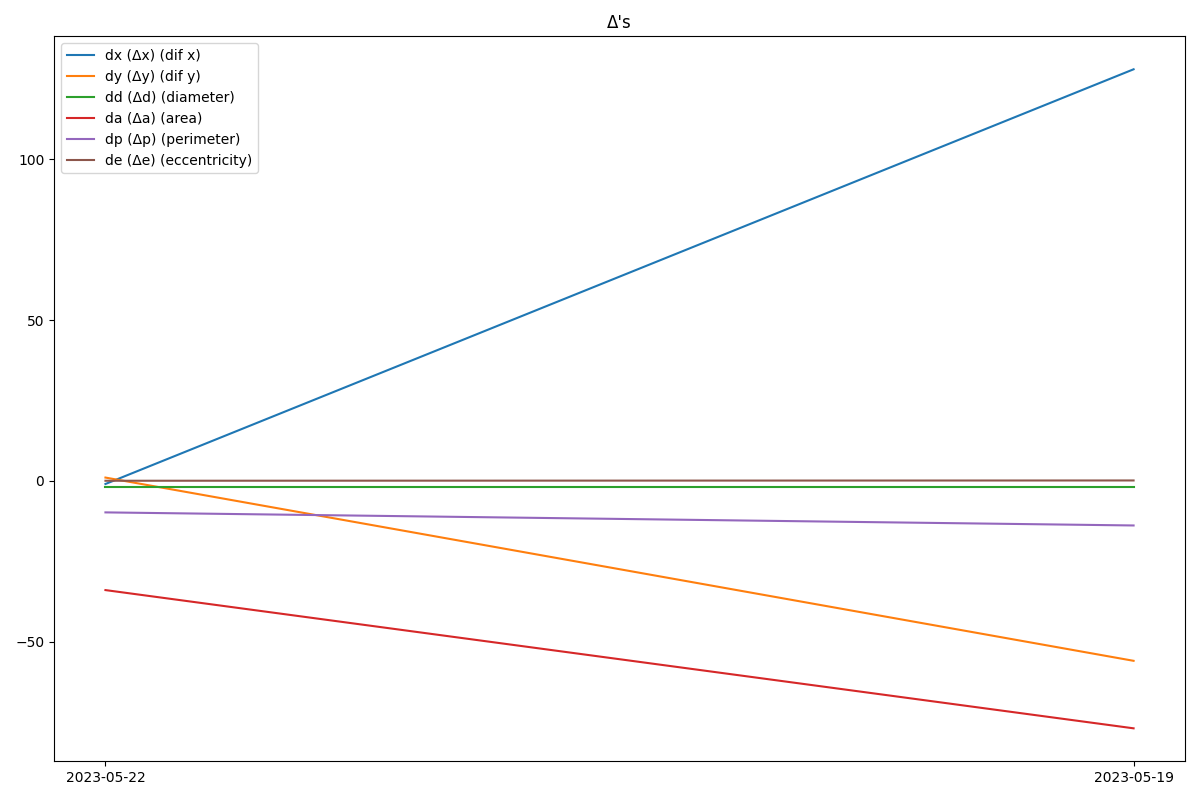 Δ's
dx (Δx) (dif x)
dy (Δy) (dif y)
dd (Δd) (diameter)
da (Δa) (area)
dp (Δp) (perimeter)
de (Δe) (eccentricity)
100
50
0
−50
2023-05-22
2023-05-19